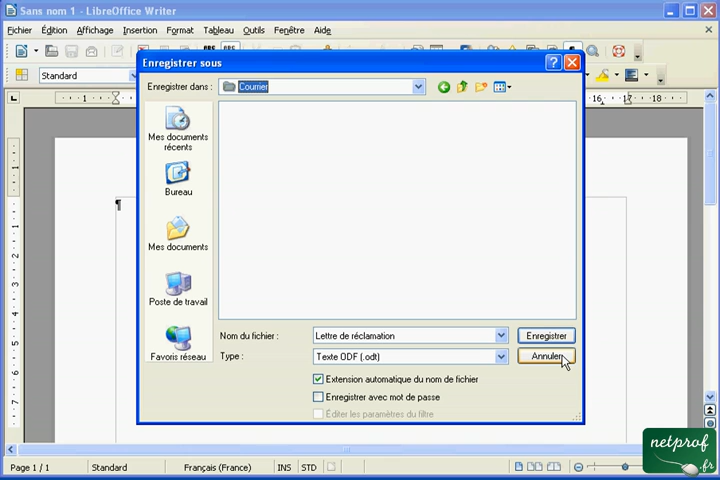 Sans nom 1 - LibreOffice Writer
Fichier Édition Affichage Insertion Format Tableau Outils Fenêtre Aide
Standard
Enregistrer sous
Enregistrer dans : Courrier
Mes documents
récents
Bureau
Mes documents
Poste de travail
Favoris réseau
Nom du fichier : Lettre de réclamation Enregistrer
Type : Texte ODF (.odt) Annuler
Extension automatique du nom de fichier
Enregistrer avec mot de passe
Éditer les paramètres du filtre
Page 1 / 1 Standard Français (France) INS STD
netprof
.fr